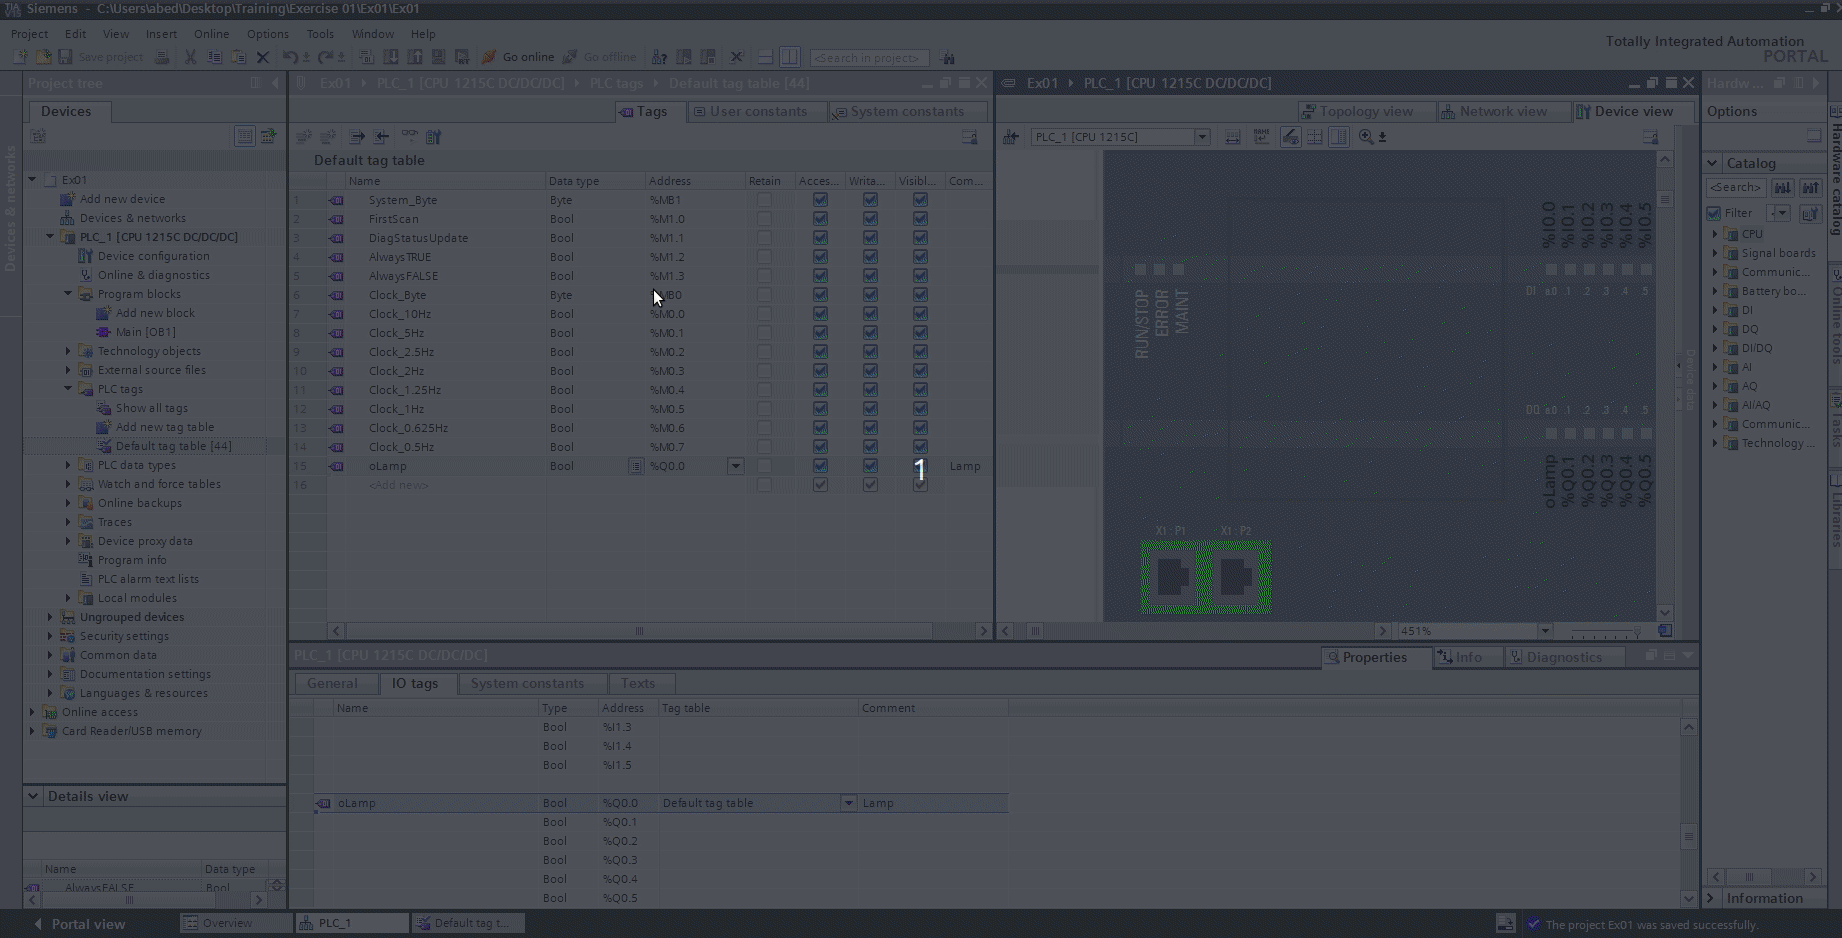 Siemens - C:\Users\abed\Desktop\Training\Exercise 01\Ex01\Ex01
Project Edit View Insert Online Options Tools Window Help
Totally Integrated Automation
PORTAL
Save project Go online Go offline <Search in project>
Project tree
Devices
Devices & networks
Ex01
Add new device
Devices & networks
PLC_1 [CPU 1215C DC/DC/DC]
Device configuration
Online & diagnostics
Program blocks
Add new block
Main [OB1]
Technology objects
External source files
PLC tags
Show all tags
Add new tag table
Default tag table [44]
PLC data types
Watch and force tables
Online backups
Traces
Device proxy data
Program info
PLC alarm text lists
Local modules
Ungrouped devices
Security settings
Common data
Documentation settings
Languages & resources
Online access
Card Reader/USB memory
Details view
Name Data type
AlwaysFALSE Bool
Ex01 PLC_1 [CPU 1215C DC/DC/DC] PLC tags Default tag table [44]
Tags User constants System constants
Default tag table
Name Data type Address Retain Acces... Writa... Visibl... Com...
1 System_Byte Byte %MB1
2 FirstScan Bool %M1.0
3 DiagStatusUpdate Bool %M1.1
4 AlwaysTRUE Bool %M1.2
5 AlwaysFALSE Bool %M1.3
6 Clock_Byte Byte %MB0
7 Clock_10Hz Bool %M0.0
8 Clock_5Hz Bool %M0.1
9 Clock_2.5Hz Bool %M0.2
10 Clock_2Hz Bool %M0.3
11 Clock_1.25Hz Bool %M0.4
12 Clock_1Hz Bool %M0.5
13 Clock_0.625Hz Bool %M0.6
14 Clock_0.5Hz Bool %M0.7
15 oLamp Bool %Q0.0 Lamp
16 <Add new>
1
Ex01 PLC_1 [CPU 1215C DC/DC/DC]
Topology view Network view Device view
PLC_1 [CPU 1215C]
RUN/STOP
ERROR
MAINT
%I0.0
%I0.1
%I0.2
%I0.3
%I0.4
%I0.5
DI a.0 .1 .2 .3 .4 .5
DQ a.0 .1 .2 .3 .4 .5
oLamp
%Q0.1
%Q0.2
%Q0.3
%Q0.4
%Q0.5
X1 : P1 X1 : P2
451%
Device data
PLC_1 [CPU 1215C DC/DC/DC]
Properties Info Diagnostics
General IO tags System constants Texts
Name Type Address Tag table Comment
Bool %I1.3
Bool %I1.4
Bool %I1.5
oLamp Bool %Q0.0 Default tag table Lamp
Bool %Q0.1
Bool %Q0.2
Bool %Q0.3
Bool %Q0.4
Bool %Q0.5
Hardw...
Options
Catalog
<Search>
Filter
CPU
Signal boards
Communic...
Battery bo...
DI
DQ
DI/DQ
AI
AQ
AI/AQ
Communic...
Technology ...
Information
Hardware catalog
Online tools
Tasks
Libraries
Portal view Overview PLC_1 Default tag t... The project Ex01 was saved successfully.